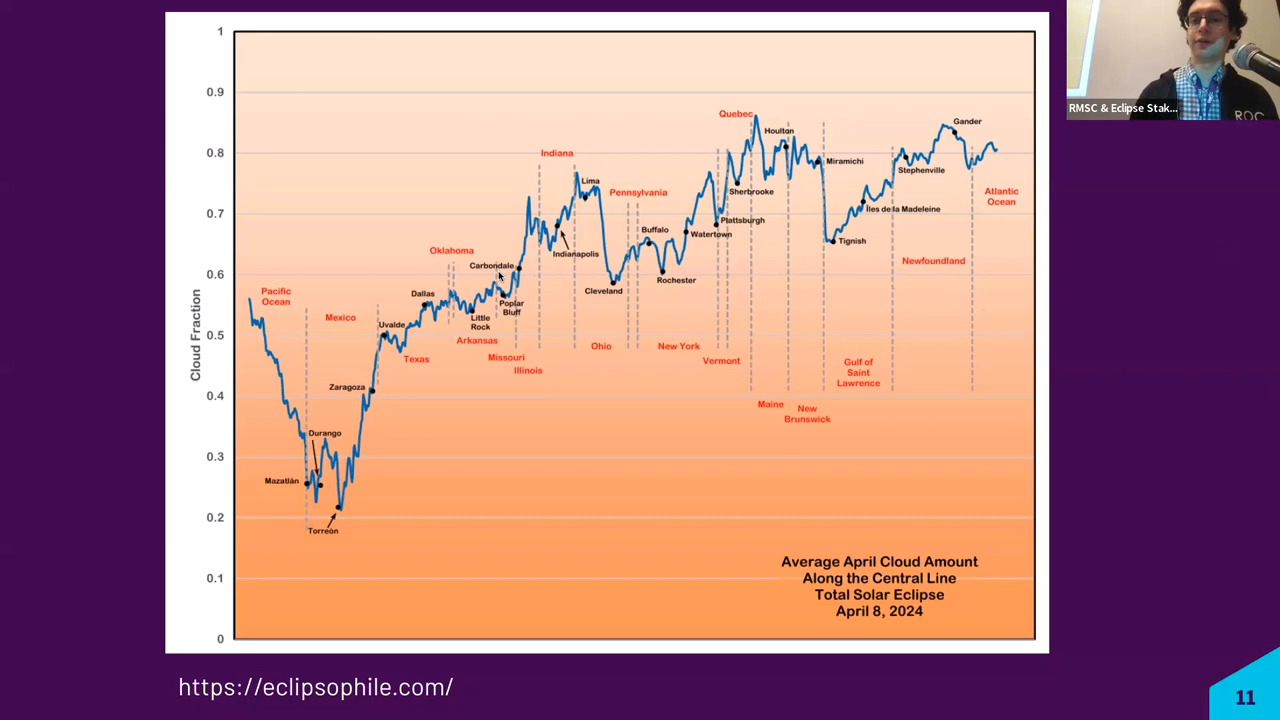 RMSC & Eclipse Stak...
ROC
1
0.9
0.8
0.7
0.6
0.5
0.4
0.3
0.2
0.1
0
Cloud Fraction
Pacific
Ocean
Mexico
Mazatlán
Durango
Torreón
Zaragoza
Uvalde
Texas
Dallas
Oklahoma
Little
Rock
Arkansas
Carbondale
Poplar
Bluff
Missouri
Illinois
Indiana
Indianapolis
Lima
Ohio
Cleveland
Pennsylvania
Buffalo
Rochester
New York
Watertown
Plattsburgh
Vermont
Sherbrooke
Quebec
Houlton
Maine
New
Brunswick
Miramichi
Tignish
Gulf of
Saint
Lawrence
Îles de la Madeleine
Stephenville
Newfoundland
Gander
Atlantic
Ocean
Average April Cloud Amount
Along the Central Line
Total Solar Eclipse
April 8, 2024
https://eclipsophile.com/
11